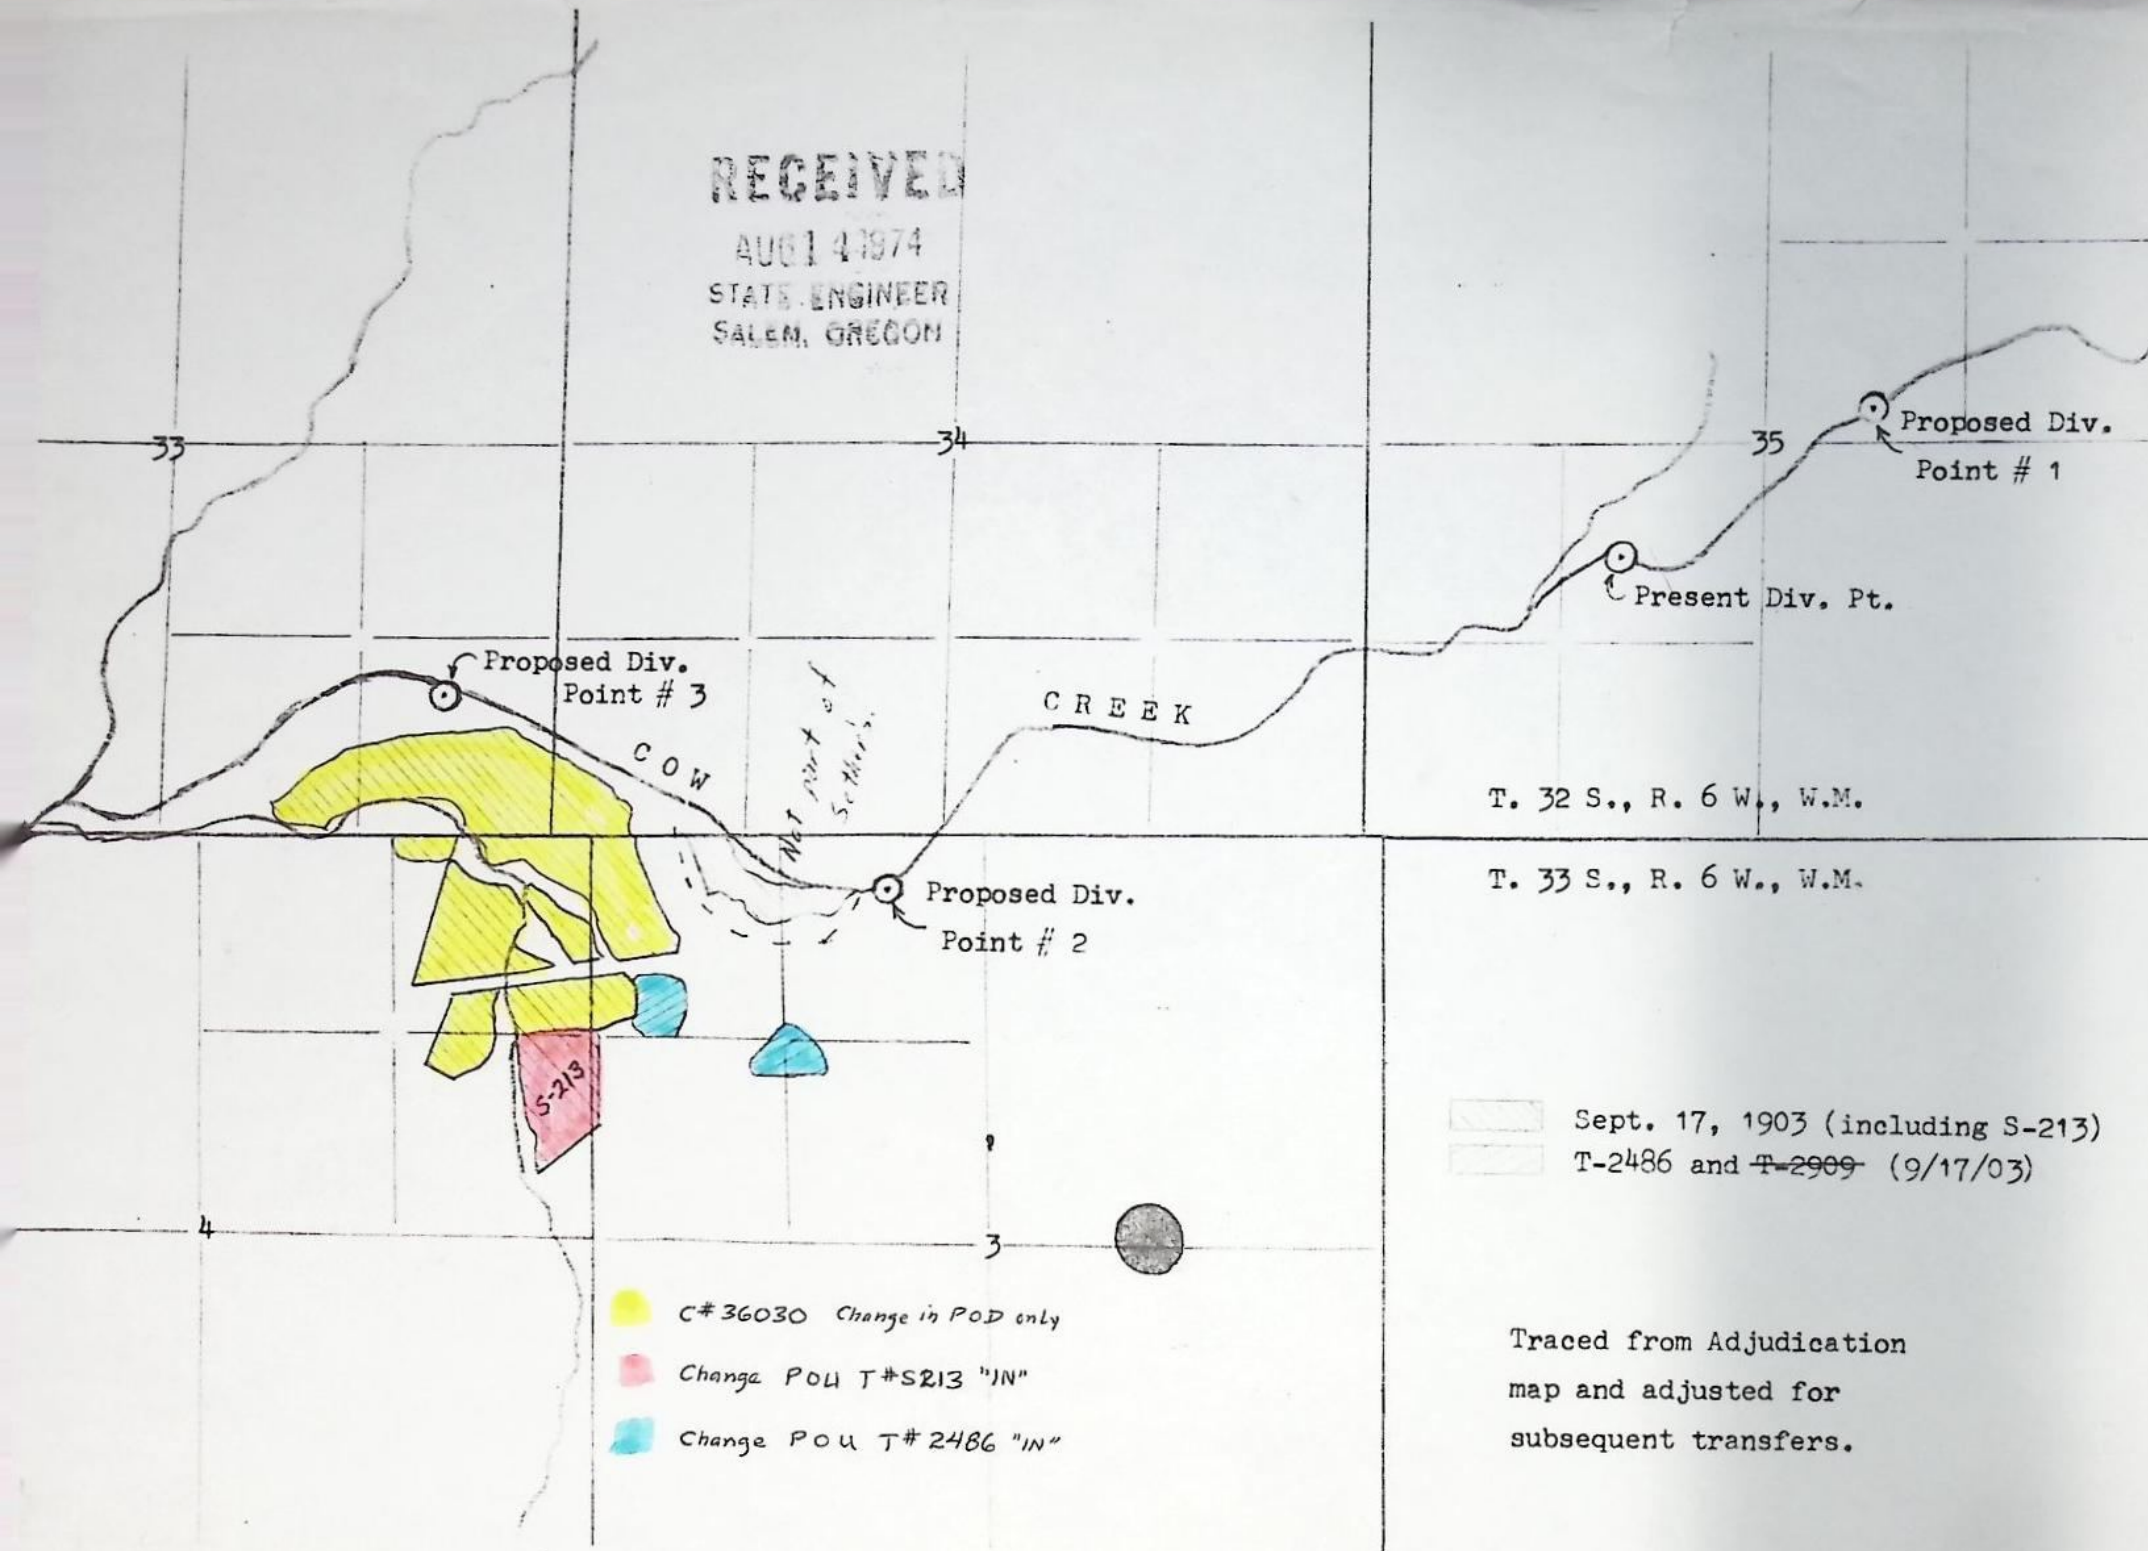 RECEIVED
AUG 14 1974
STATE ENGINEER
SALEM, OREGON
33
34
35
Proposed Div.
Point # 1
Present Div. Pt.
Proposed Div.
Point # 3
COW
CREEK
Not part of
T. 32 S., R. 6 W., W.M.
T. 33 S., R. 6 W., W.M.
Proposed Div.
Point # 2
S-213
Sept. 17, 1903 (including S-213)
T-2486 and T-2909 (9/17/03)
4
3
C# 36030 Change in POD only
Change POU T#S213 "IN"
Change POU T# 2486 "IN"
Traced from Adjudication
map and adjusted for
subsequent transfers.